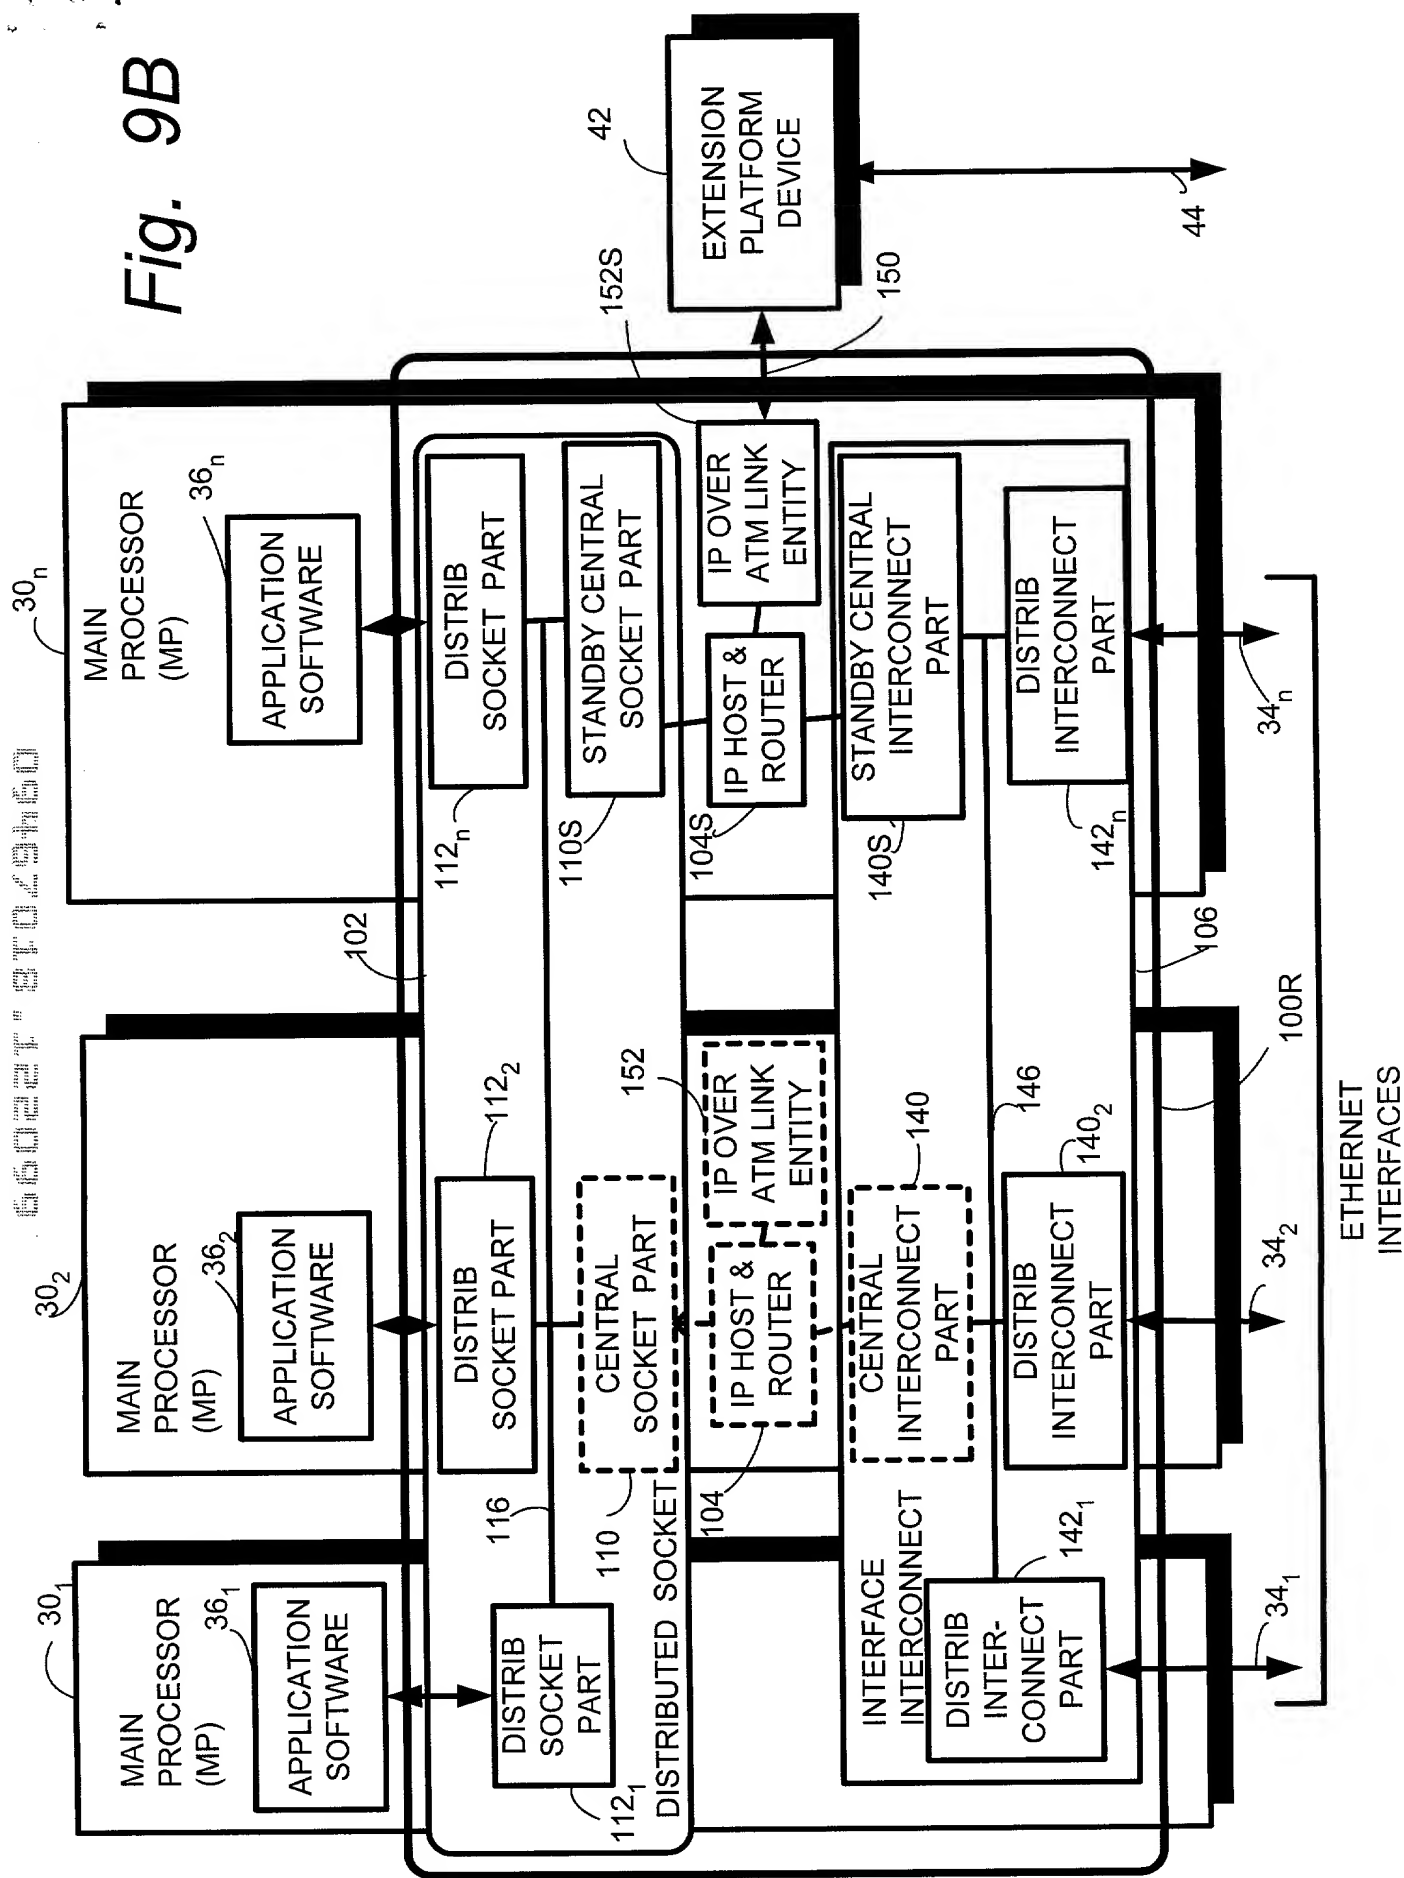 Fig. 9B
30₁
MAIN
PROCESSOR
(MP)
36₁
APPLICATION
SOFTWARE
30₂
MAIN
PROCESSOR
(MP)
36₂
APPLICATION
SOFTWARE
30ₙ
MAIN
PROCESSOR
(MP)
36ₙ
APPLICATION
SOFTWARE
102
DISTRIB
SOCKET
PART
112₁
116
DISTRIB
SOCKET PART
112₂
DISTRIB
SOCKET PART
112ₙ
CENTRAL
SOCKET PART
110
STANDBY CENTRAL
SOCKET PART
110S
DISTRIBUTED SOCKET
104
IP HOST &
ROUTER
IP OVER
ATM LINK
ENTITY
152
104S
IP HOST &
ROUTER
IP OVER
ATM LINK
ENTITY
152S
150
EXTENSION
PLATFORM
DEVICE
42
44
INTERFACE
INTERCONNECT
CENTRAL
INTERCONNECT
PART
140
STANDBY CENTRAL
INTERCONNECT
PART
140S
146
DISTRIB
INTER-
CONNECT
PART
142₁
DISTRIB
INTERCONNECT
PART
140₂
DISTRIB
INTERCONNECT
PART
142ₙ
106
100R
34₁
34₂
34ₙ
ETHERNET
INTERFACES